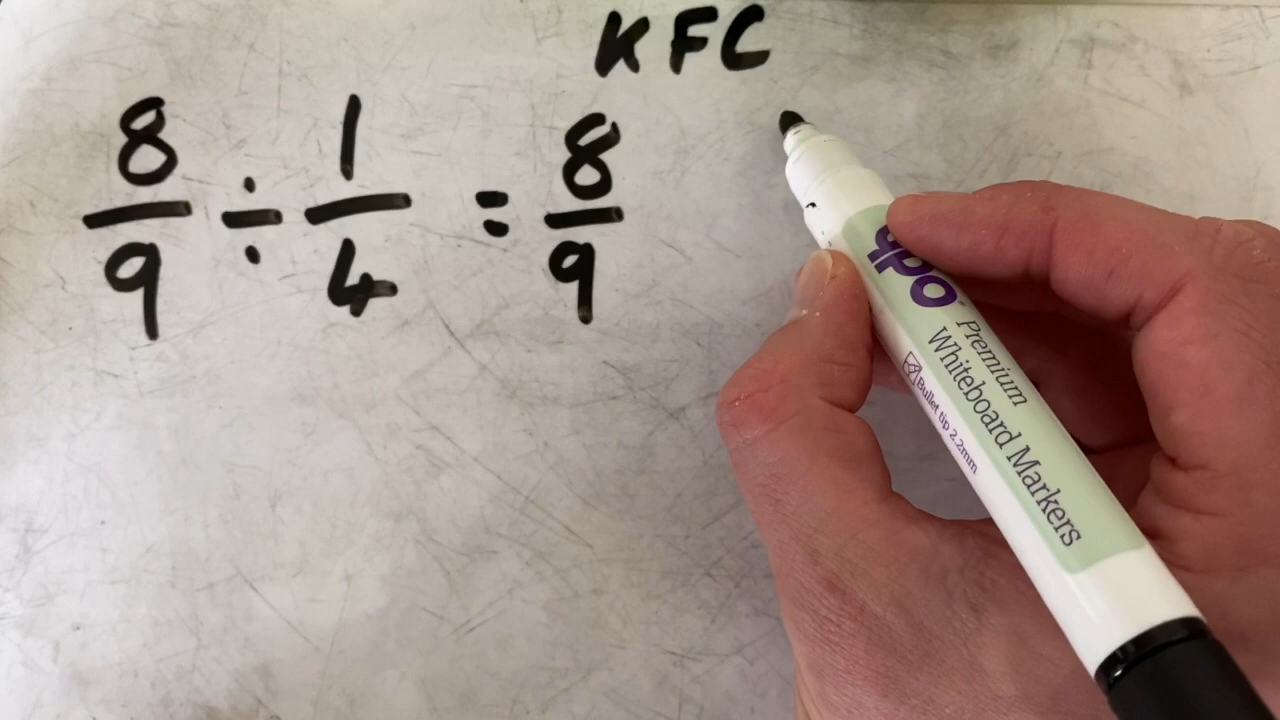 KFC
8/9 ÷ 1/4 = 8/9
Premium
Whiteboard Markers
Bullet tip 2.2mm